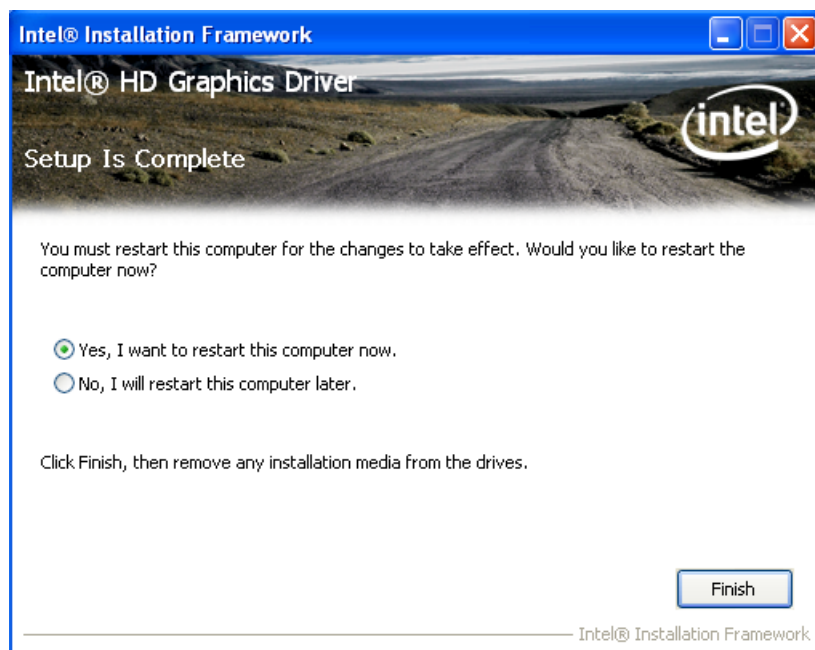 Intel® Installation Framework
Intel® HD Graphics Driver
intel
Setup Is Complete
You must restart this computer for the changes to take effect. Would you like to restart the
computer now?
Yes, I want to restart this computer now.
No, I will restart this computer later.
Click Finish, then remove any installation media from the drives.
Finish
Intel® Installation Framework